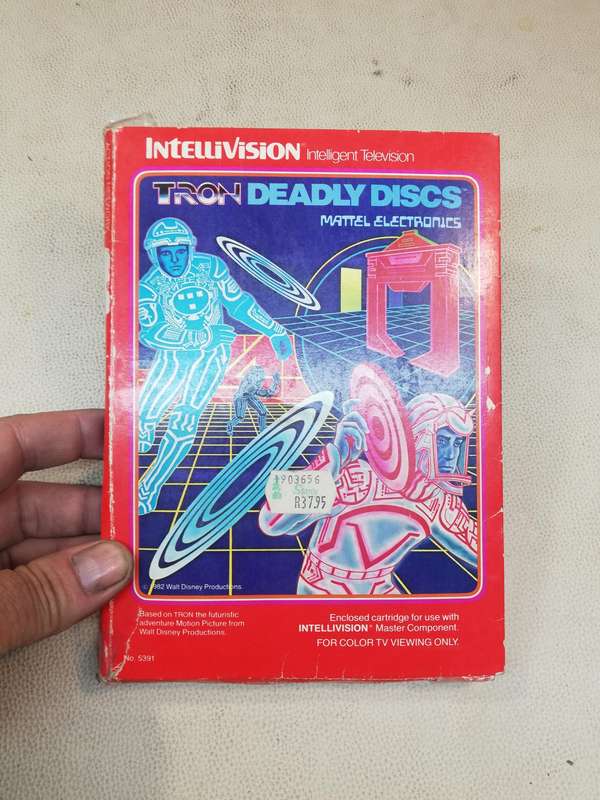 INTELLIVISION™ Intelligent Television
TRON DEADLY DISCS™
MATTEL ELECTRONICS
1903656
R37.95
© 1982 Walt Disney Productions.
Based on TRON the futuristic
adventure Motion Picture from
Walt Disney Productions.
Enclosed cartridge for use with
INTELLIVISION® Master Component.
FOR COLOR TV VIEWING ONLY.
No. 5391